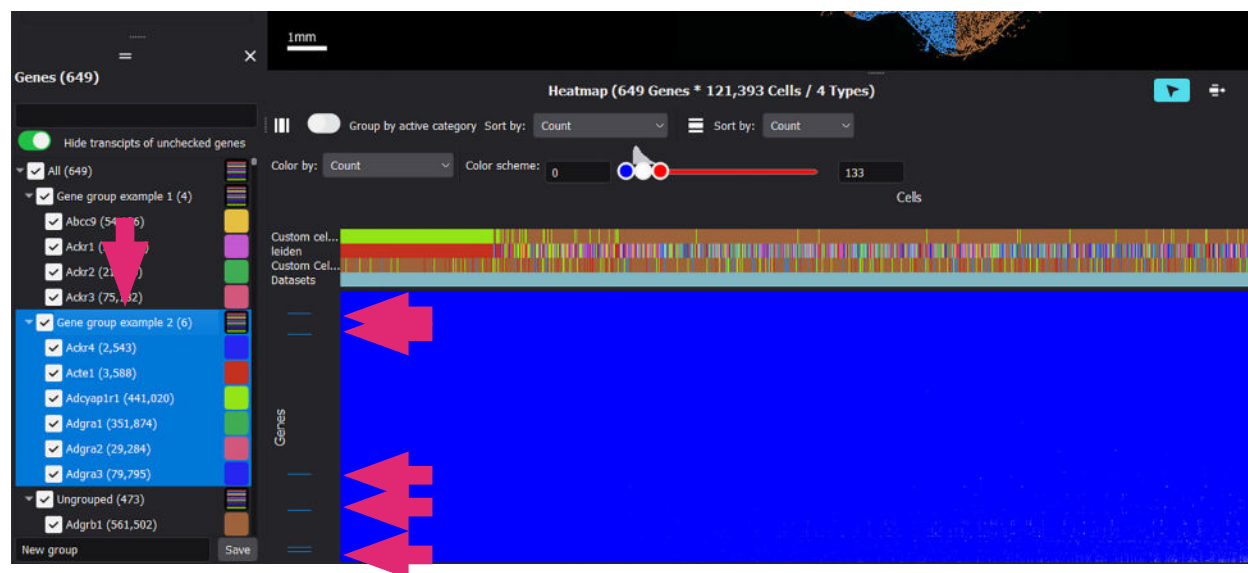 1mm
Genes (649)
Heatmap (649 Genes * 121,393 Cells / 4 Types)
Hide transcipts of unchecked genes
Group by active category Sort by: Count Sort by: Count
Color by: Count Color scheme: 0 133
Cells
All (649)
Gene group example 1 (4)
Abcc9
Ackr1
Ackr2
Ackr3
Gene group example 2 (6)
Ackr4 (2,543)
Acte1 (3,588)
Adcyap1r1 (441,020)
Adgra1 (351,874)
Adgra2 (29,284)
Adgra3 (79,795)
Ungrouped (473)
Adgrb1 (561,502)
New group Save
Custom cel...
leiden
Custom Cel...
Datasets
Genes